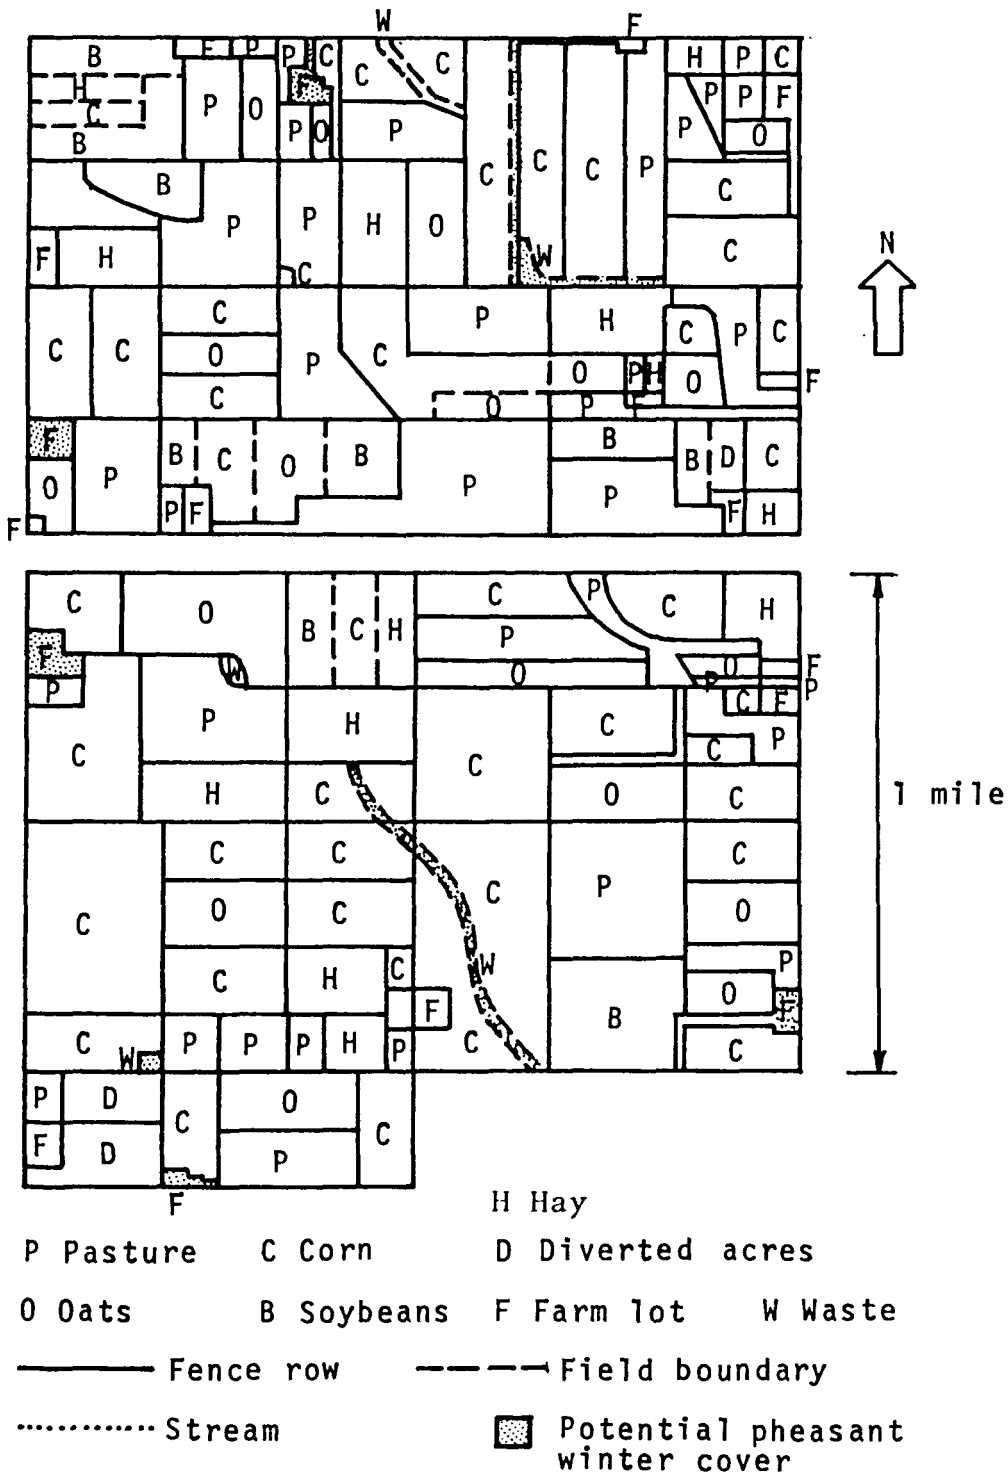 W F
B F P P C C C H P C
H P O F P P F
C P O P P O
B C C C P C
B P P H O W C
F H C
C C P H C P C
C O P C O P H O F
C O P F
F P B C O B P B B D C
O P F P F H
F
C O B C H C P C H
F W P O F
P O P P
C F
P H C C P
C C
H C O C 1 mile
C C C C P C
O C O
C H C W P
F B O F
C W P P P H P C C
P D C O C
F D P
F
N
H Hay
P Pasture C Corn D Diverted acres
O Oats B Soybeans F Farm lot W Waste
Fence row Field boundary
Stream Potential pheasant
winter cover